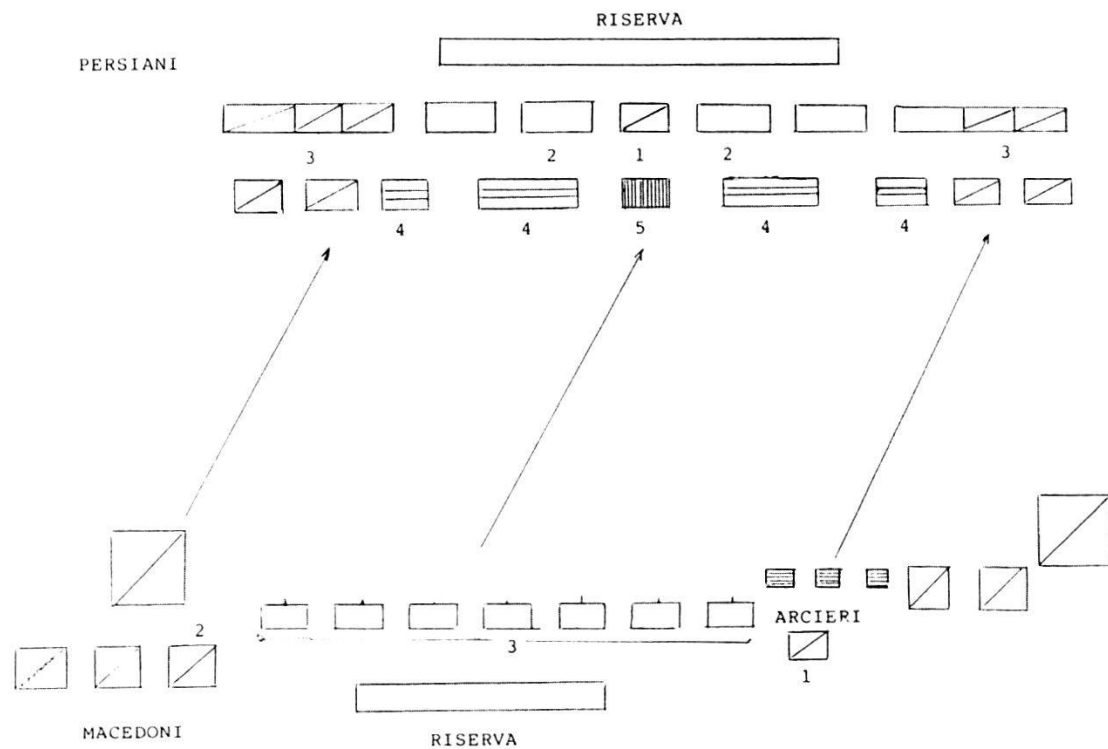 RISERVA
PERSIANI
3 2 1 2 3
4 4 5 4 4
ARCIERI
2 3 1
MACEDONI
RISERVA